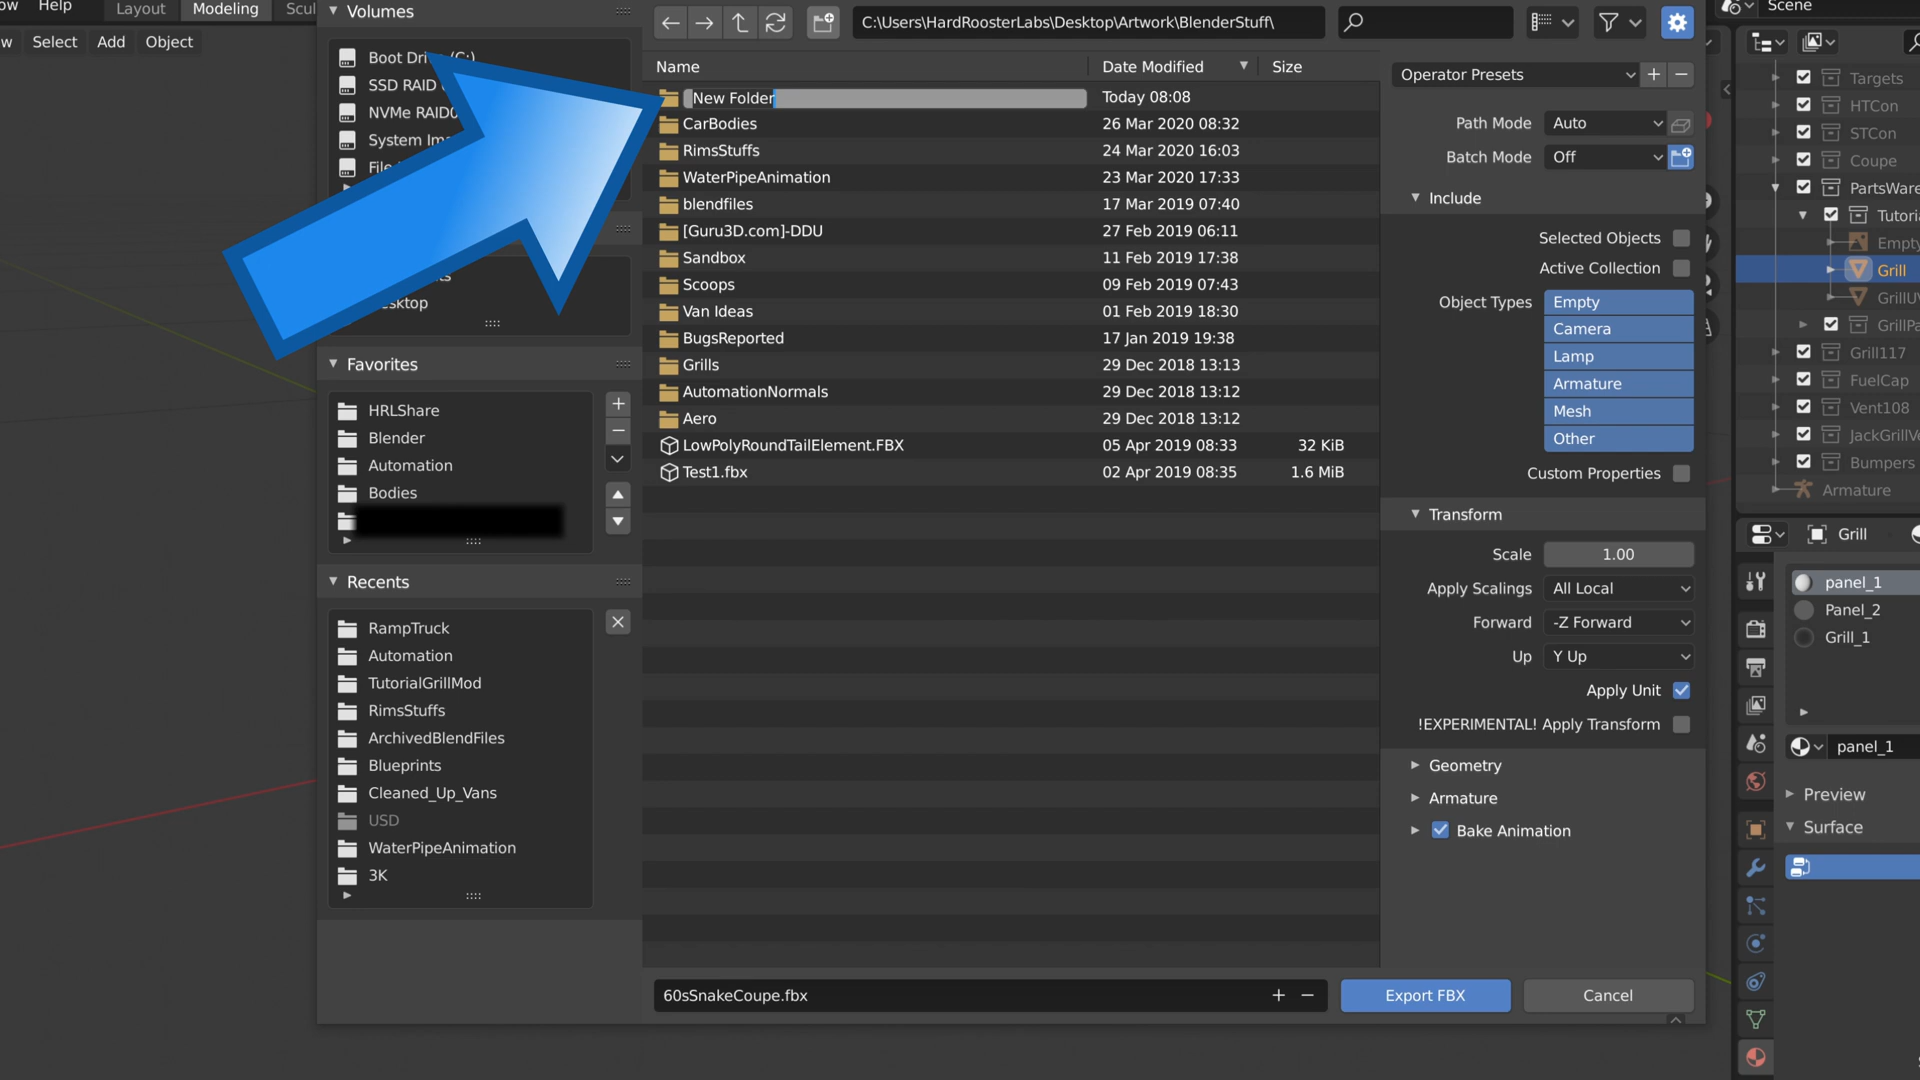 Help
Layout
Modeling
Select
Add
Object
Volumes
SSD RAID
C:\Users\HardRoosterLabs\Desktop\Artwork\BlenderStuff\
Name
Date Modified
Size
New Folder
Today 08:08
CarBodies
26 Mar 2020 08:32
RimsStuffs
24 Mar 2020 16:03
WaterPipeAnimation
23 Mar 2020 17:33
blendfiles
17 Mar 2019 07:40
[Guru3D.com]-DDU
27 Feb 2019 06:11
Sandbox
11 Feb 2019 17:38
Scoops
09 Feb 2019 07:43
Van Ideas
01 Feb 2019 18:30
BugsReported
17 Jan 2019 19:38
Grills
29 Dec 2018 13:13
AutomationNormals
29 Dec 2018 13:12
Aero
29 Dec 2018 13:12
LowPolyRoundTailElement.FBX
05 Apr 2019 08:33
32 KiB
Test1.fbx
02 Apr 2019 08:35
1.6 MiB
Favorites
HRLShare
Blender
Automation
Bodies
Recents
RampTruck
Automation
TutorialGrillMod
RimsStuffs
ArchivedBlendFiles
Blueprints
Cleaned_Up_Vans
USD
WaterPipeAnimation
3K
60sSnakeCoupe.fbx
Export FBX
Cancel
Operator Presets
Path Mode
Auto
Batch Mode
Off
Include
Selected Objects
Active Collection
Object Types
Empty
Camera
Lamp
Armature
Mesh
Other
Custom Properties
Transform
Scale
1.00
Apply Scalings
All Local
Forward
-Z Forward
Up
Y Up
Apply Unit
!EXPERIMENTAL! Apply Transform
Geometry
Armature
Bake Animation
Scene
Targets
HTCon
STCon
Coupe
PartsWare
Tutori
Empty
Grill
GrillU
GrillPa
Grill117
FuelCap
Vent108
JackGrillVe
Bumpers
Armature
Grill
panel_1
Panel_2
Grill_1
panel_1
Preview
Surface